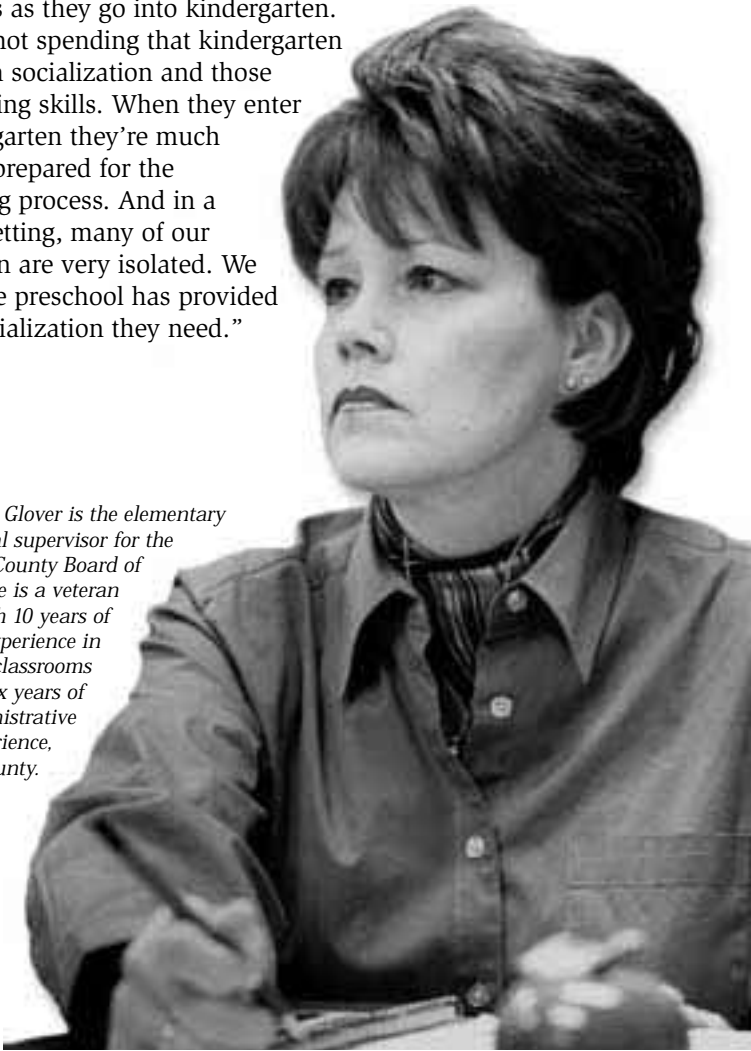 s as they go into kindergarten.
not spending that kindergarten
n socialization and those
ing skills. When they enter
garten they’re much
prepared for the
g process. And in a
etting, many of our
n are very isolated. We
e preschool has provided
ialization they need.”
Glover is the elementary
l supervisor for the
County Board of
e is a veteran
h 10 years of
perience in
classrooms
x years of
nistrative
rience,
unty.